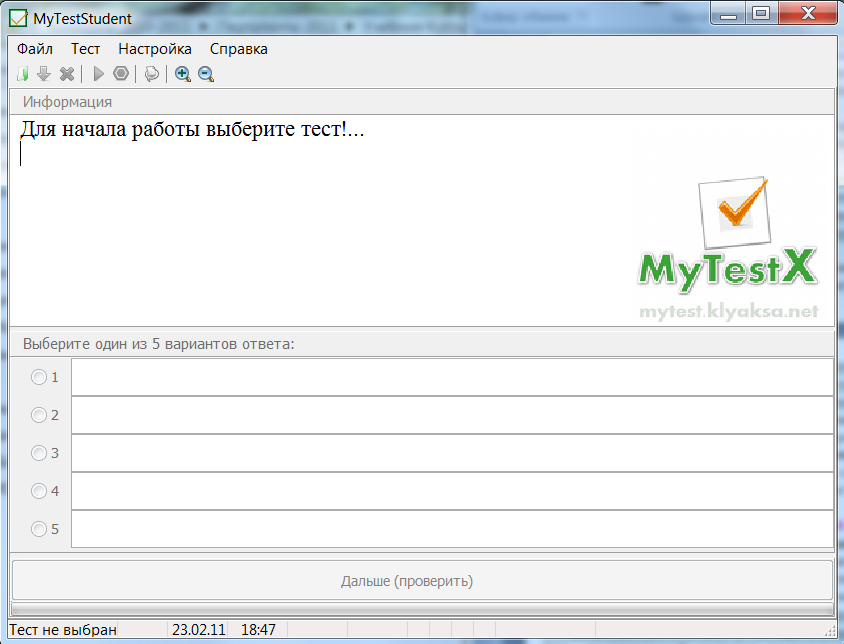 MyTestStudent
Файл Тест Настройка Справка
Информация
Для начала работы выберите тест!...
MyTestX
mytest.klyaksa.net
Выберите один из 5 вариантов ответа:
1
2
3
4
5
Дальше (проверить)
Тест не выбран 23.02.11 18:47